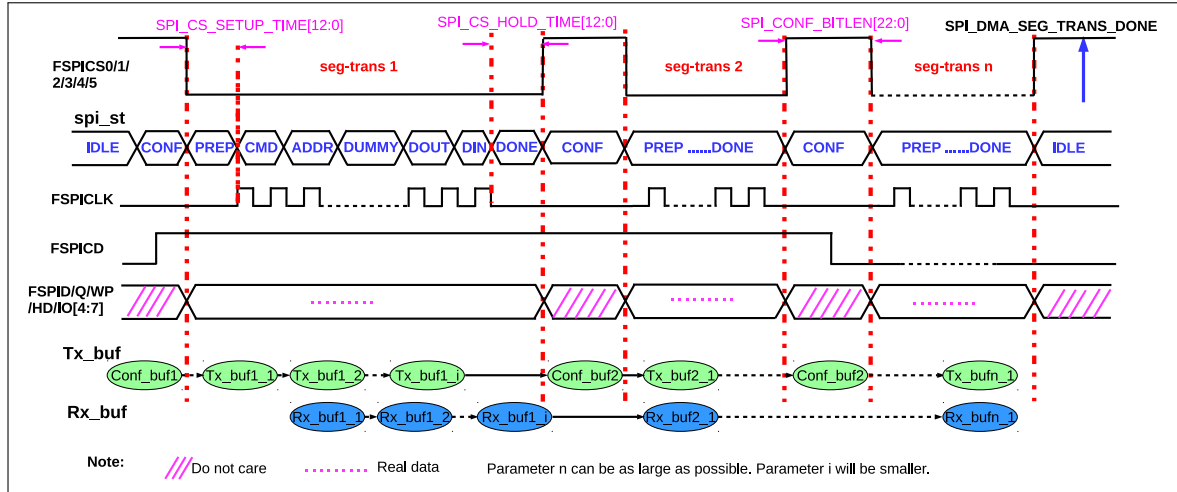 SPI_CS_SETUP_TIME[12:0] SPI_CS_HOLD_TIME[12:0] SPI_CONF_BITLEN[22:0] SPI_DMA_SEG_TRANS_DONE
FSPICS0/1/
2/3/4/5
seg-trans 1 seg-trans 2 seg-trans n
spi_st
IDLE CONF PREP CMD ADDR DUMMY DOUT DIN DONE CONF PREP ......DONE CONF PREP ......DONE IDLE
FSPICLK
FSPICD
FSPID/Q/WP
/HD/IO[4:7]
Tx_buf
Conf_buf1 Tx_buf1_1 Tx_buf1_2 Tx_buf1_i Conf_buf2 Tx_buf2_1 Conf_buf2 Tx_bufn_1
Rx_buf
Rx_buf1_1 Rx_buf1_2 Rx_buf1_i Rx_buf2_1 Rx_bufn_1
Note: Do not care Real data Parameter n can be as large as possible. Parameter i will be smaller.